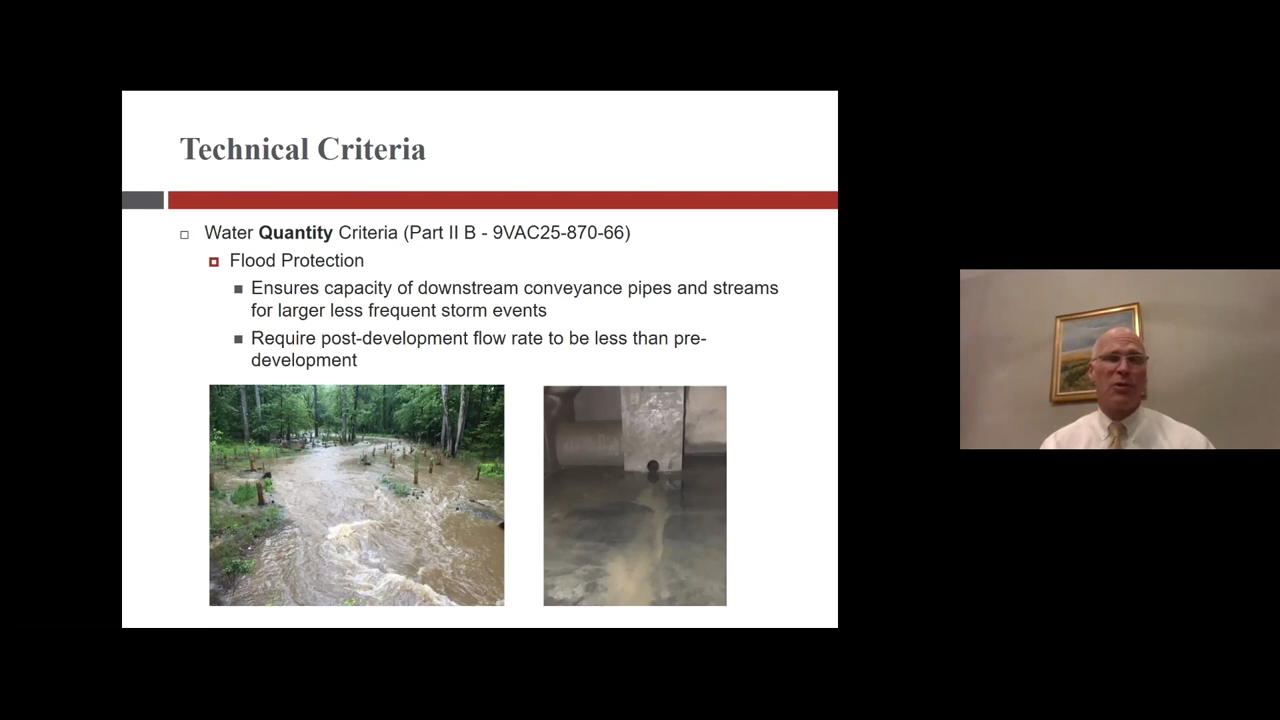 Technical Criteria
Water Quantity Criteria (Part II B - 9VAC25-870-66)
Flood Protection
Ensures capacity of downstream conveyance pipes and streams
for larger less frequent storm events
Require post-development flow rate to be less than pre-
development